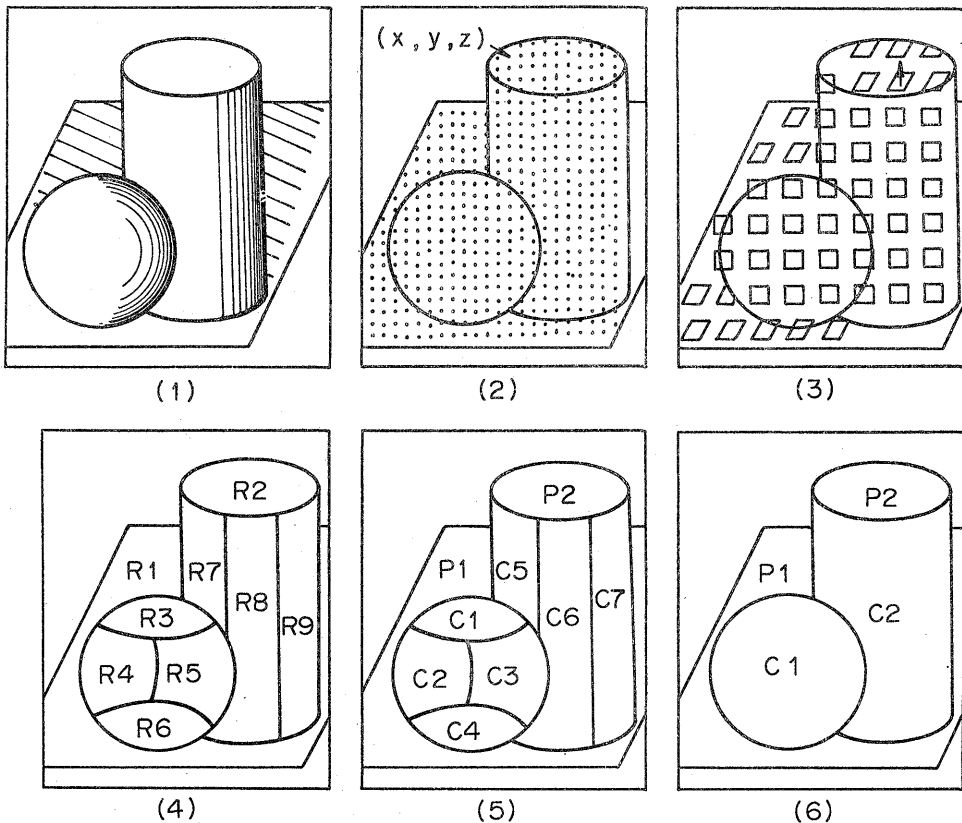 (x, y, z)
(1)
(2)
(3)
R2
R1
R7
R8
R9
R3
R4
R5
R6
P2
P1
C5
C6
C7
C1
C2
C3
C4
P2
P1
C2
C1
(4)
(5)
(6)